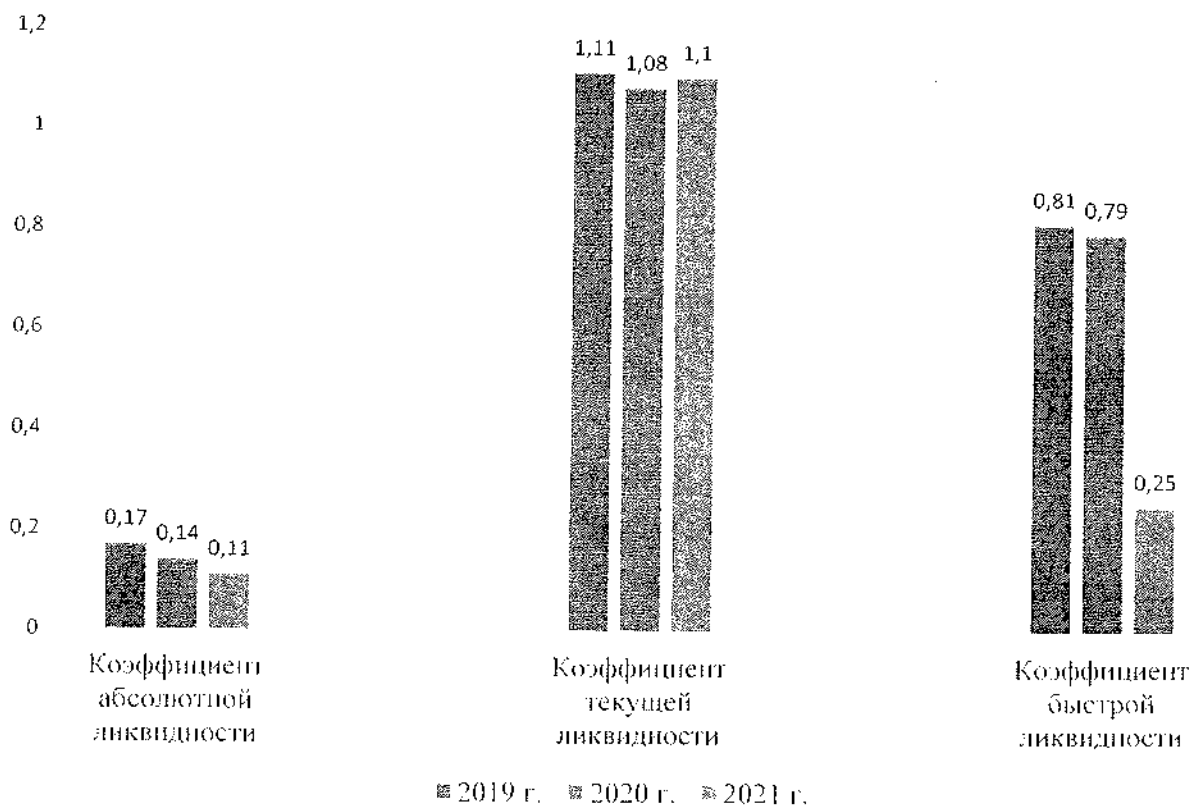 1,2
1
0,8
0,6
0,4
0,2
0
0,17
0,14
0,11
1,11
1,08
1,1
0,81
0,79
0,25
Коэффициент
абсолютной
ликвидности
Коэффициент
текущей
ликвидности
Коэффициент
быстрой
ликвидности
2019 г. 2020 г. 2021 г.